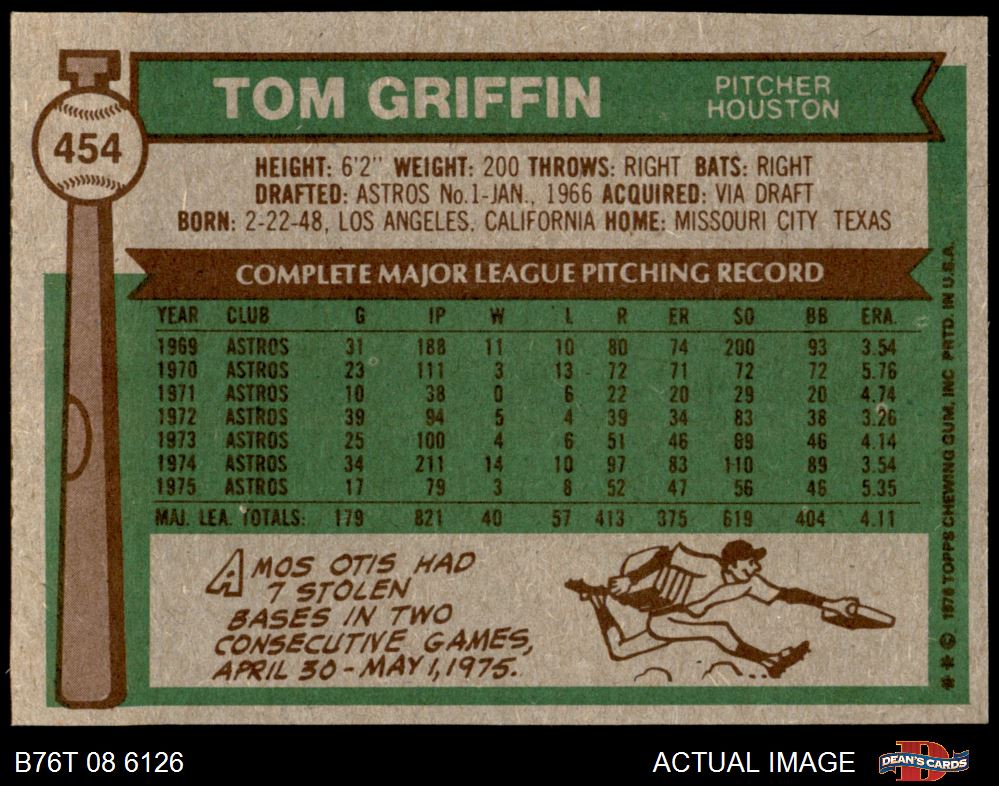 454
TOM GRIFFIN
PITCHER
HOUSTON
HEIGHT: 6'2" WEIGHT: 200 THROWS: RIGHT BATS: RIGHT
DRAFTED: ASTROS No.1-JAN., 1966 ACQUIRED: VIA DRAFT
BORN: 2-22-48, LOS ANGELES, CALIFORNIA HOME: MISSOURI CITY TEXAS
COMPLETE MAJOR LEAGUE PITCHING RECORD
YEAR CLUB G IP W L R ER SO BB ERA.
1969 ASTROS 31 188 11 10 80 74 200 93 3.54
1970 ASTROS 23 111 3 13 72 71 72 72 5.76
1971 ASTROS 10 38 0 6 22 20 29 20 4.74
1972 ASTROS 39 94 5 4 39 34 83 38 3.26
1973 ASTROS 25 100 4 6 51 46 69 46 4.14
1974 ASTROS 34 211 14 10 97 83 110 89 3.54
1975 ASTROS 17 79 3 8 52 47 56 46 5.35
MAJ. LEA. TOTALS: 179 821 40 57 413 375 619 404 4.11
AMOS OTIS HAD
7 STOLEN
BASES IN TWO
CONSECUTIVE GAMES,
APRIL 30 - MAY 1, 1975.
* * © 1976 TOPPS CHEWING GUM, INC PRTD. IN U.S.A.
B76T 08 6126
ACTUAL IMAGE
D
DEAN'S CARDS